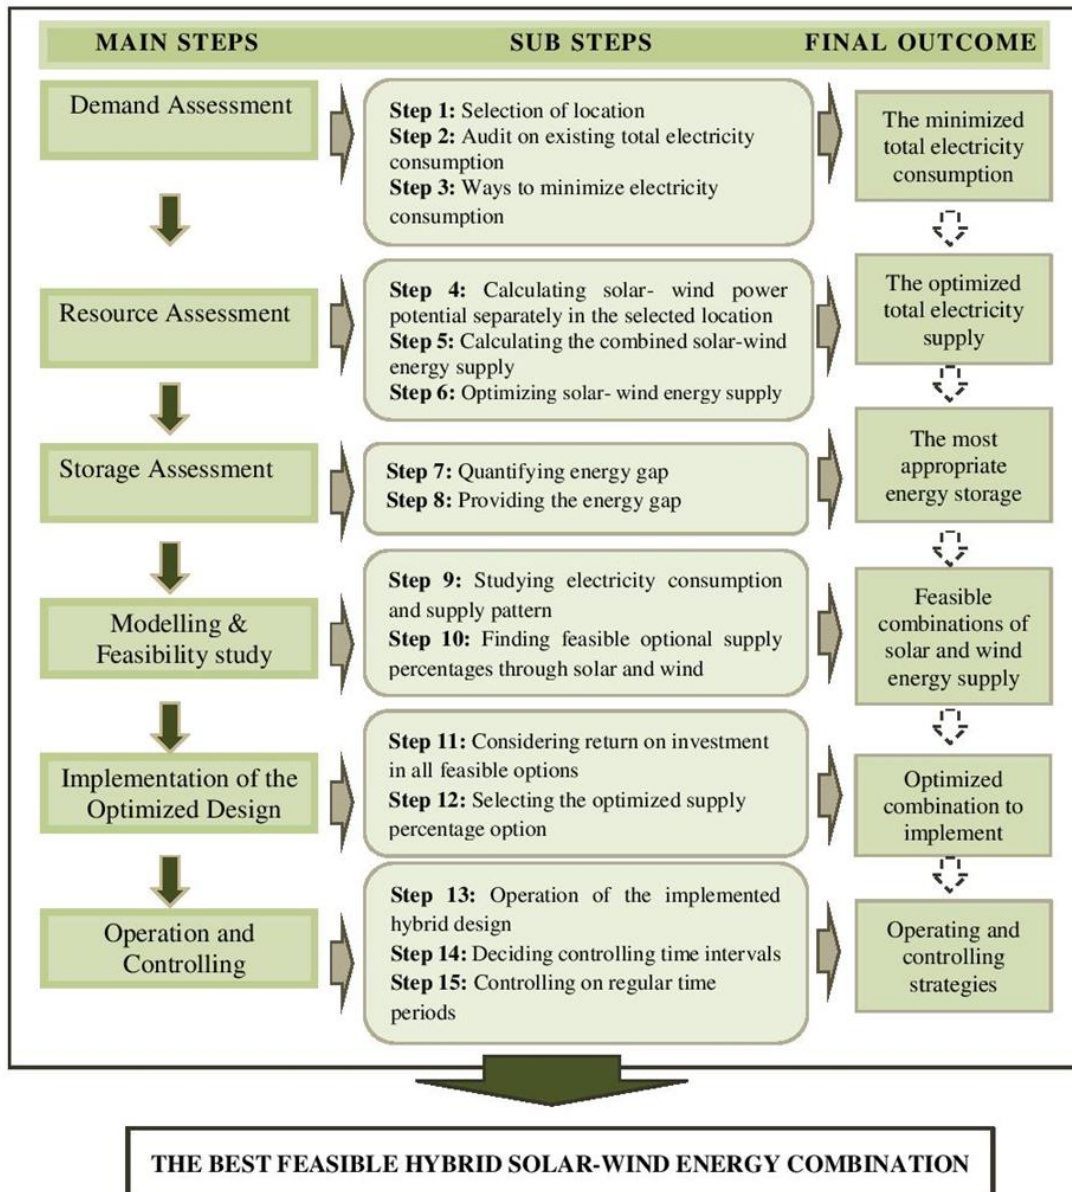 MAIN STEPS SUB STEPS FINAL OUTCOME
Demand Assessment
Step 1: Selection of location
Step 2: Audit on existing total electricity
consumption
Step 3: Ways to minimize electricity
consumption
The minimized
total electricity
consumption
Resource Assessment
Step 4: Calculating solar- wind power
potential separately in the selected location
Step 5: Calculating the combined solar-wind
energy supply
Step 6: Optimizing solar- wind energy supply
The optimized
total electricity
supply
Storage Assessment
Step 7: Quantifying energy gap
Step 8: Providing the energy gap
The most
appropriate
energy storage
Modelling &
Feasibility study
Step 9: Studying electricity consumption
and supply pattern
Step 10: Finding feasible optional supply
percentages through solar and wind
Feasible
combinations of
solar and wind
energy supply
Implementation of the
Optimized Design
Step 11: Considering return on investment
in all feasible options
Step 12: Selecting the optimized supply
percentage option
Optimized
combination to
implement
Operation and
Controlling
Step 13: Operation of the implemented
hybrid design
Step 14: Deciding controlling time intervals
Step 15: Controlling on regular time
periods
Operating and
controlling
strategies
THE BEST FEASIBLE HYBRID SOLAR-WIND ENERGY COMBINATION